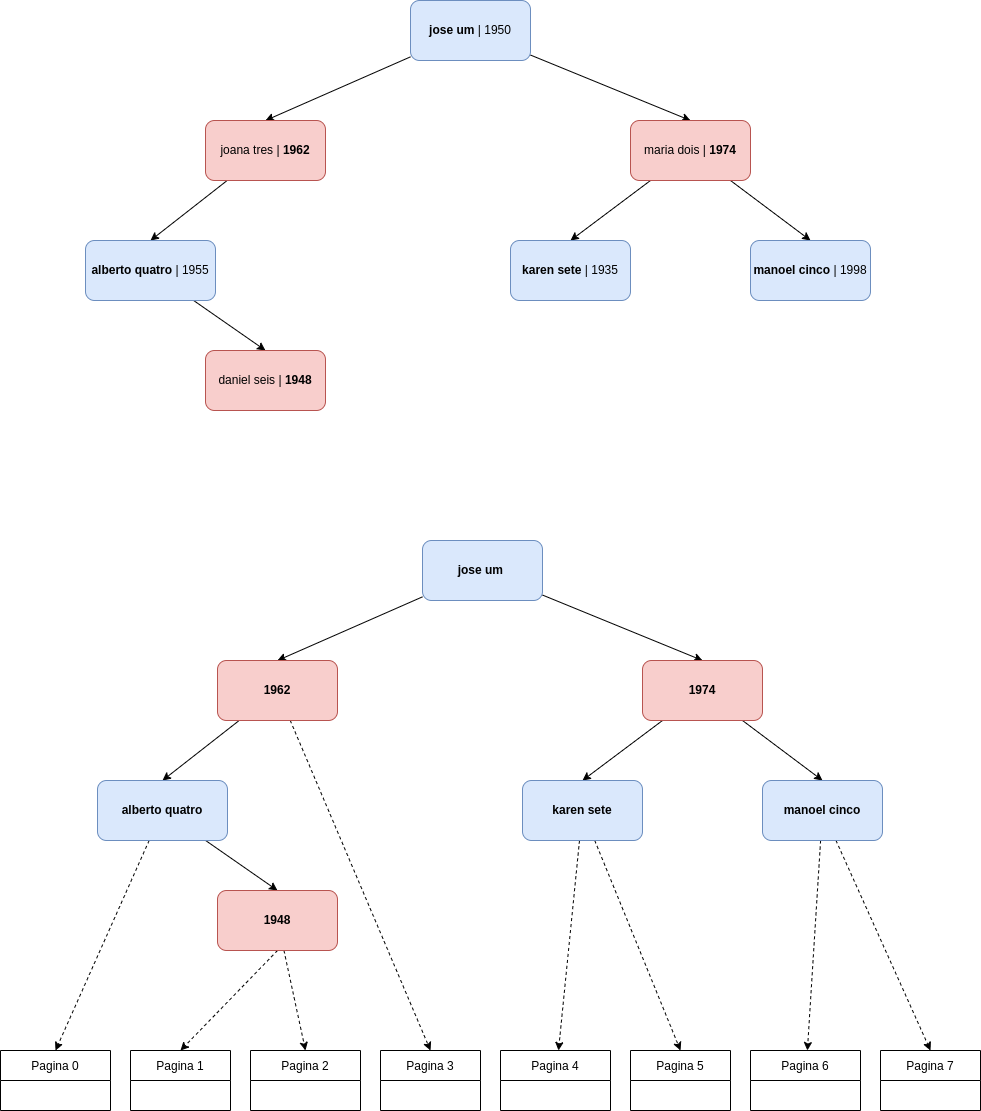 jose um | 1950
joana tres | 1962
maria dois | 1974
alberto quatro | 1955
karen sete | 1935
manoel cinco | 1998
daniel seis | 1948
jose um
1962
1974
alberto quatro
karen sete
manoel cinco
1948
Pagina 0
Pagina 1
Pagina 2
Pagina 3
Pagina 4
Pagina 5
Pagina 6
Pagina 7